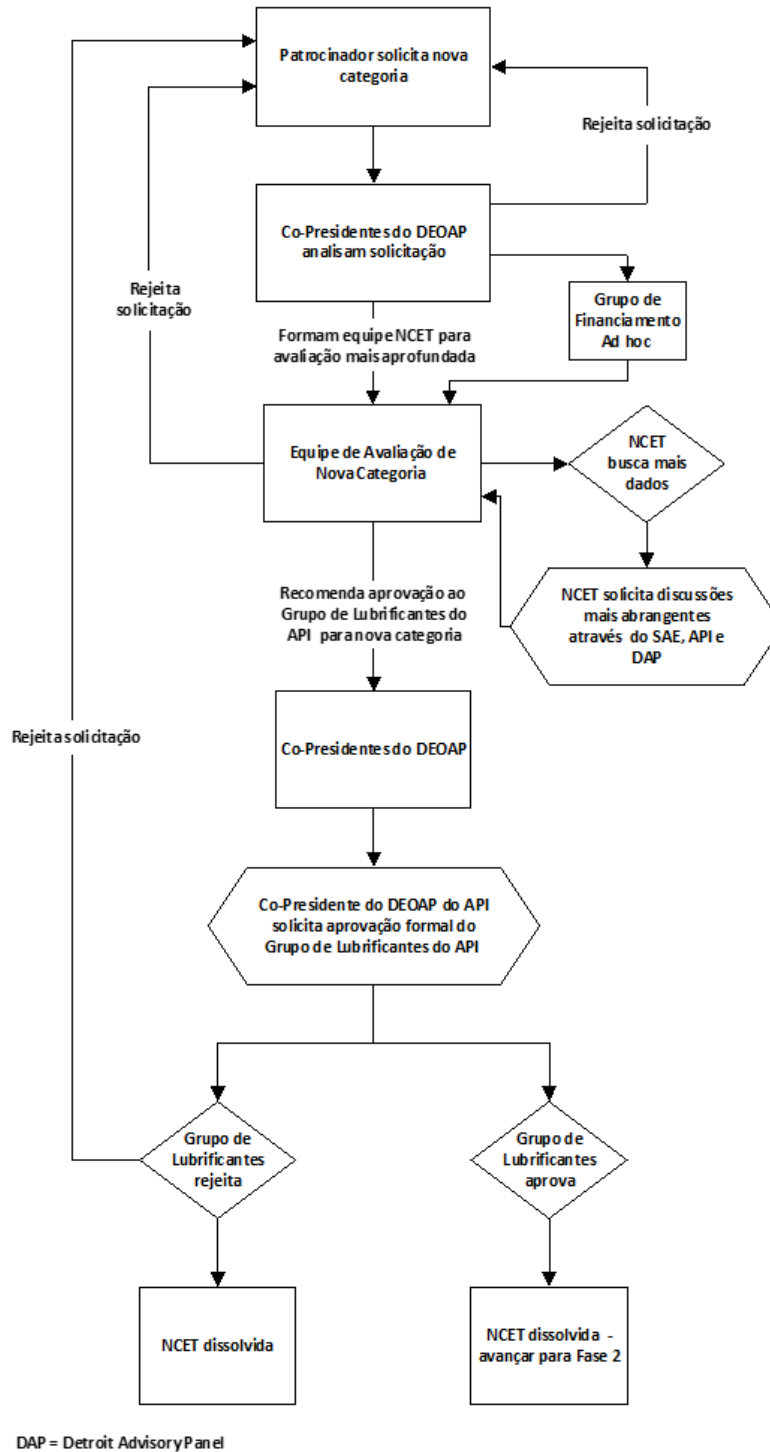 Patrocinador solicita nova
categoria
Rejeita solicitação
Co-Presidentes do DEOAP
analisam solicitação
Rejeita
solicitação
Grupo de
Financiamento
Ad hoc
Formam equipe NCET para
avaliação mais aprofundada
Equipe de Avaliação de
Nova Categoria
NCET
busca mais
dados
Recomenda aprovação ao
Grupo de Lubrificantes do
API para nova categoria
NCET solicita discussões
mais abrangentes
através do SAE, API e
DAP
Rejeita solicitação
Co-Presidentes do DEOAP
Co-Presidente do DEOAP do API
solicita aprovação formal do
Grupo de Lubrificantes do API
Grupo de
Lubrificantes
rejeita
Grupo de
Lubrificantes
aprova
NCET dissolvida
NCET dissolvida -
avançar para Fase 2
DAP = Detroit Advisory Panel